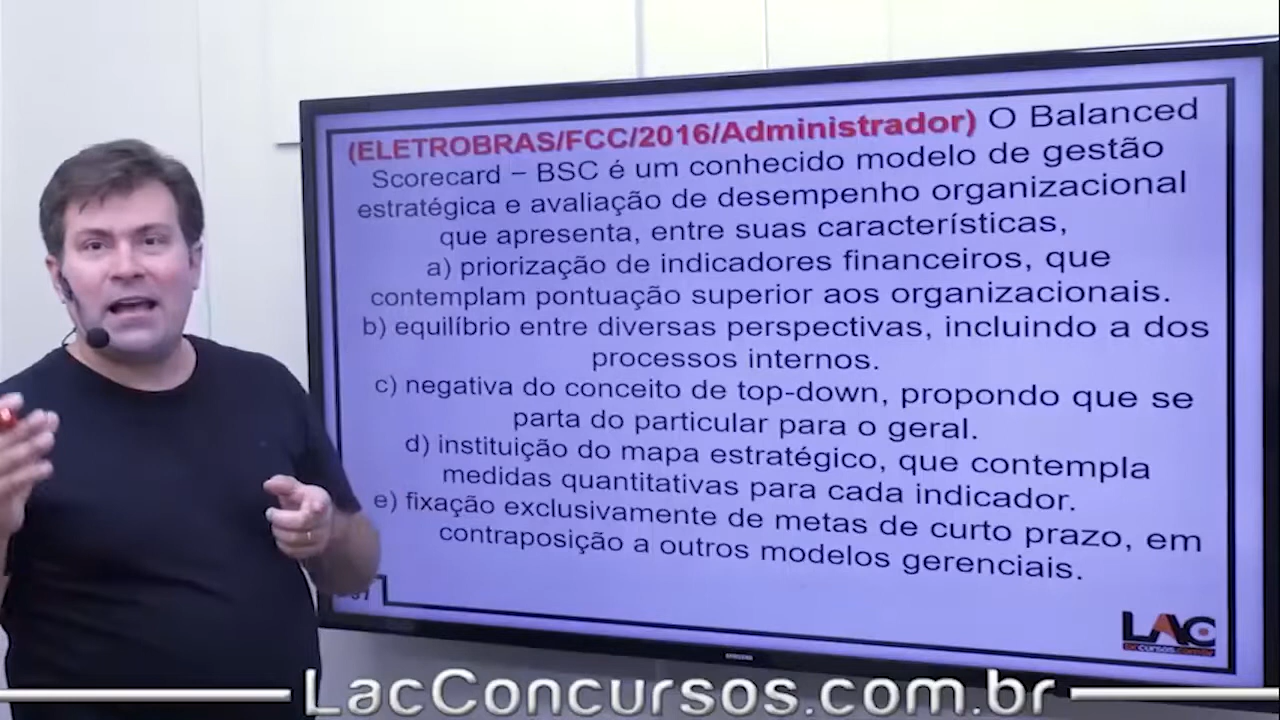 (ELETROBRAS/FCC/2016/Administrador) O Balanced
Scorecard – BSC é um conhecido modelo de gestão
estratégica e avaliação de desempenho organizacional
que apresenta, entre suas características,
a) priorização de indicadores financeiros, que
contemplam pontuação superior aos organizacionais.
b) equilíbrio entre diversas perspectivas, incluindo a dos
processos internos.
c) negativa do conceito de top-down, propondo que se
parta do particular para o geral.
d) instituição do mapa estratégico, que contempla
medidas quantitativas para cada indicador.
e) fixação exclusivamente de metas de curto prazo, em
contraposição a outros modelos gerenciais.
LAC
SAMSUNG
LacConcursos.com.br